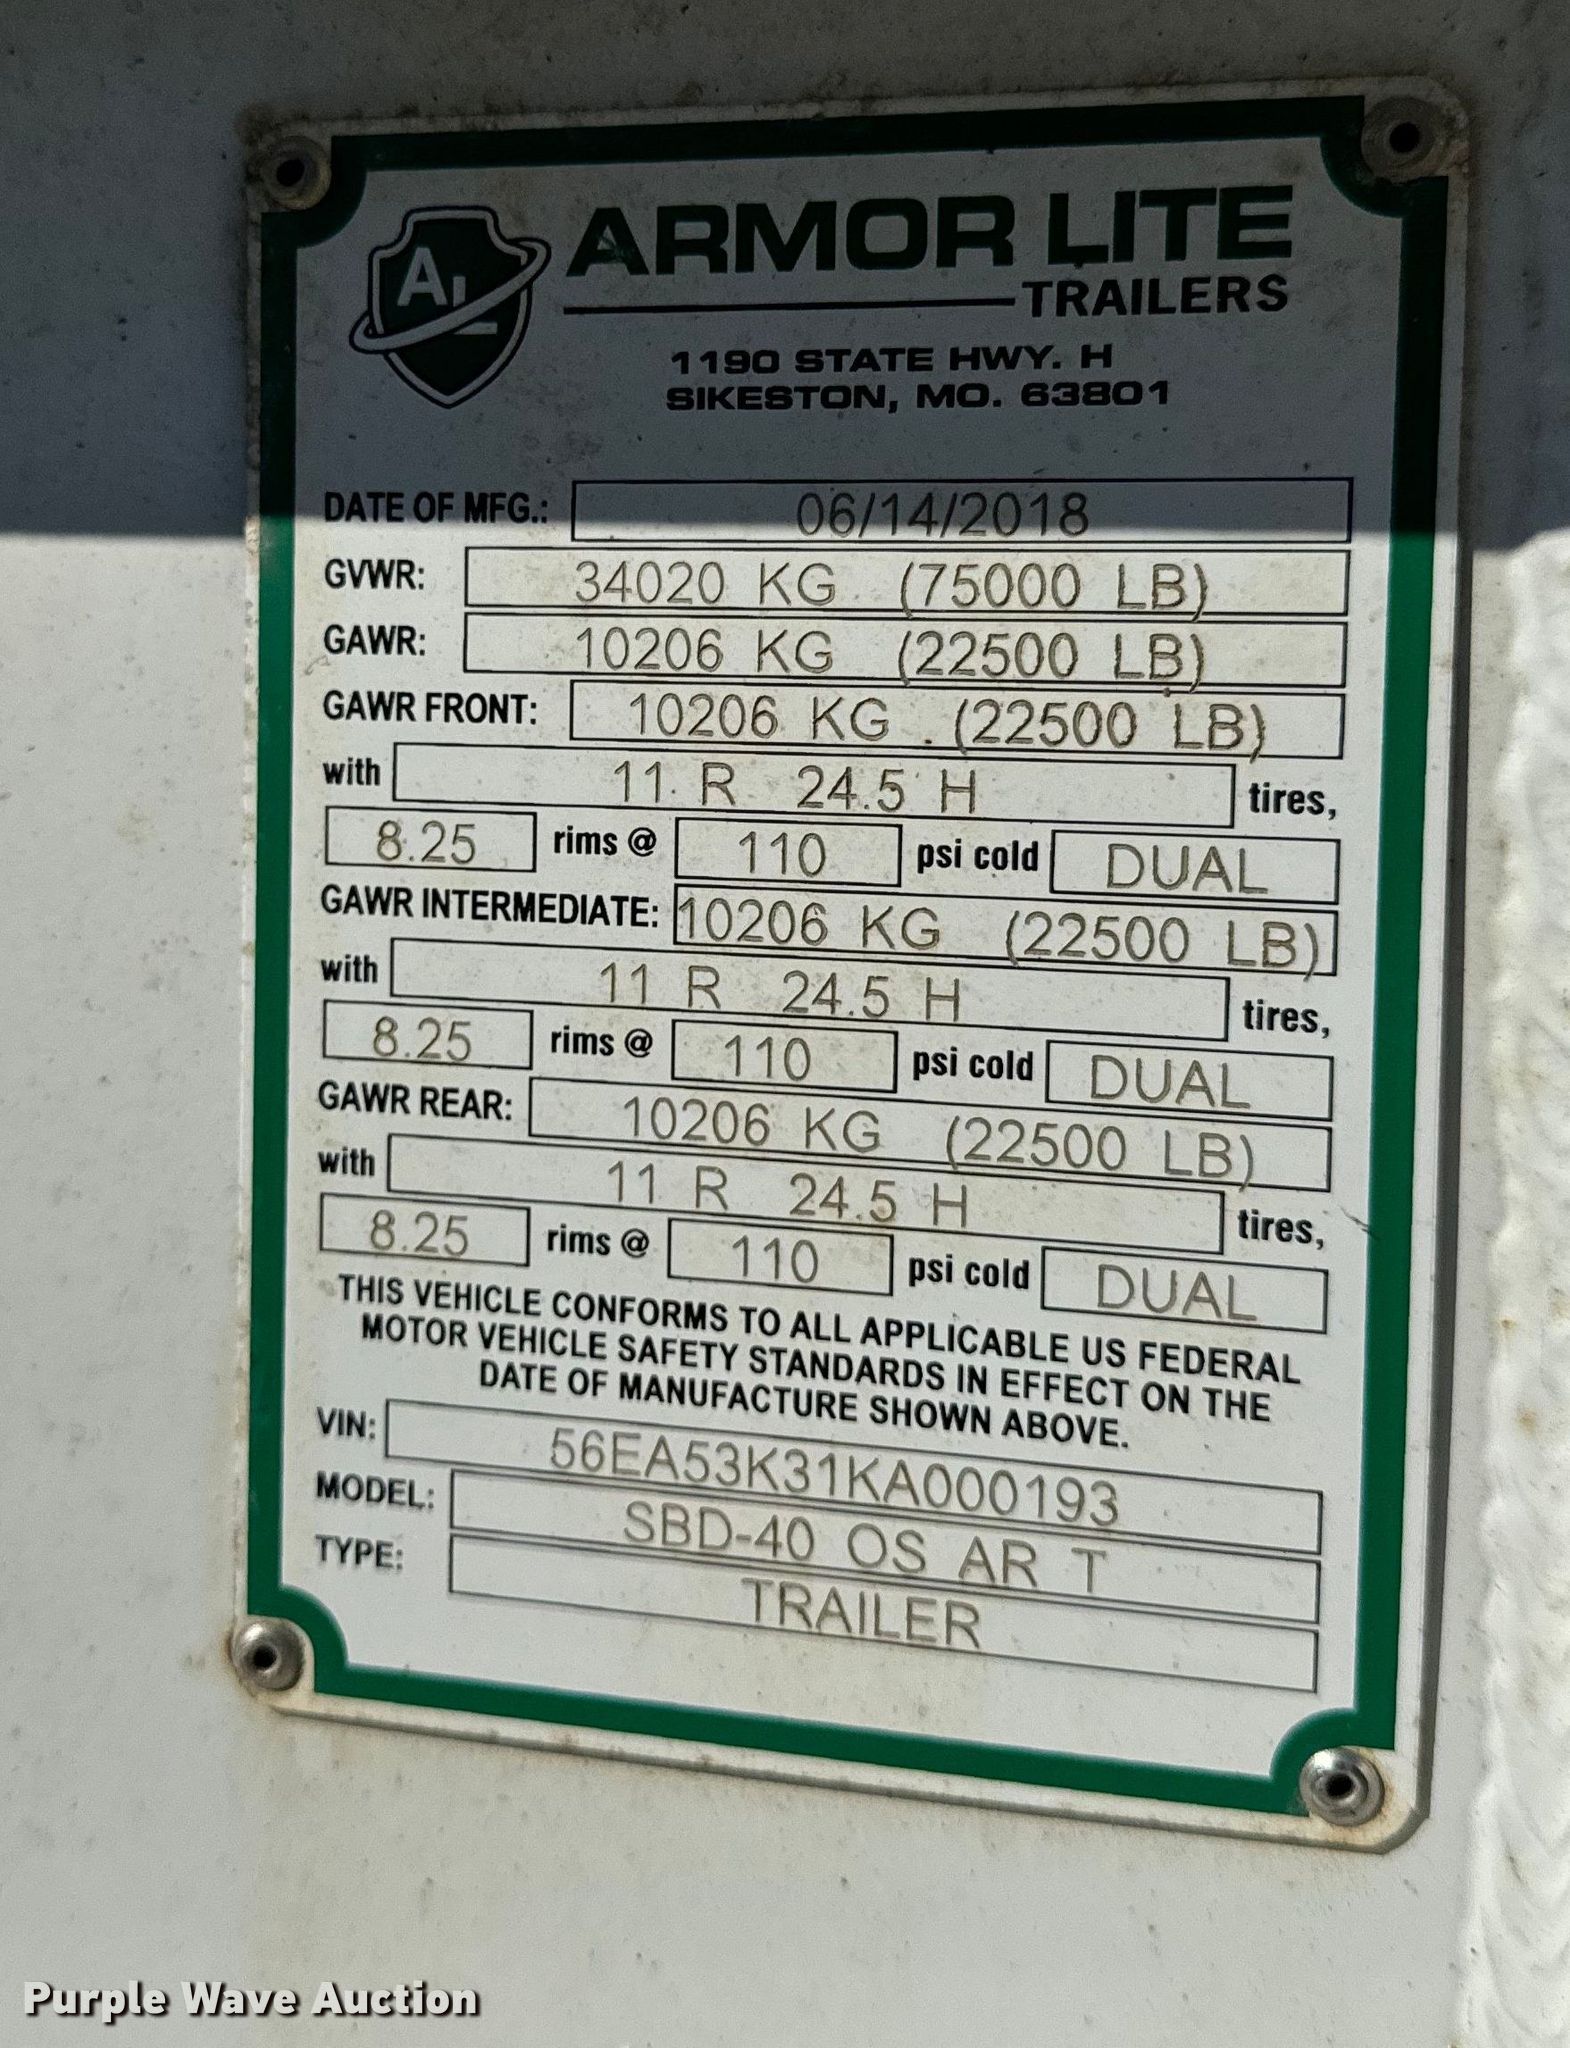 AL
ARMOR LITE
TRAILERS
1190 STATE HWY. H
SIKESTON, MO. 63801
DATE OF MFG.: 06/14/2018
GVWR: 34020 KG (75000 LB)
GAWR: 10206 KG (22500 LB)
GAWR FRONT: 10206 KG (22500 LB)
with 11 R 24.5 H tires,
8.25 rims @ 110 psi cold DUAL
GAWR INTERMEDIATE: 10206 KG (22500 LB)
with 11 R 24.5 H tires,
8.25 rims @ 110 psi cold DUAL
GAWR REAR: 10206 KG (22500 LB)
with 11 R 24.5 H tires,
8.25 rims @ 110 psi cold DUAL
THIS VEHICLE CONFORMS TO ALL APPLICABLE US FEDERAL
MOTOR VEHICLE SAFETY STANDARDS IN EFFECT ON THE
DATE OF MANUFACTURE SHOWN ABOVE.
VIN: 56EA53K31KA000193
MODEL: SBD-40 OS AR T
TYPE: TRAILER
Purple Wave Auction